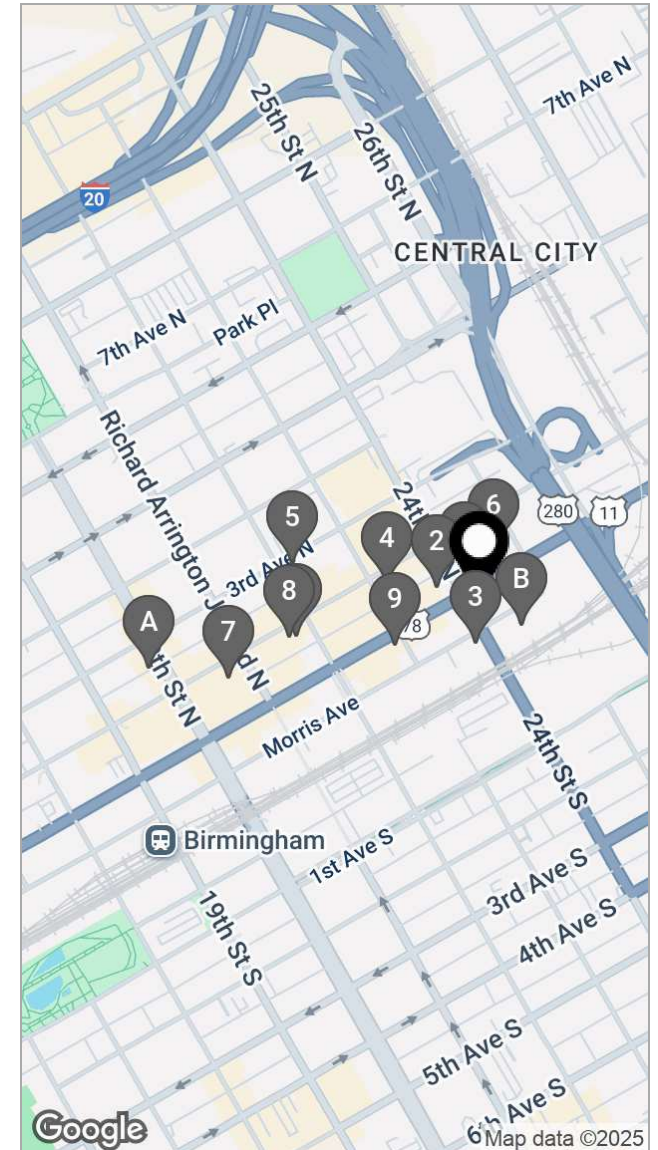 7th Ave N
25th St N
26th St N
20
CENTRAL CITY
Park Pl
7th Ave N
Richard Arrington J
d N
24th
280
11
6
5
4
2
3rd Ave N
B
8
9
3
A
7
78
th St N
Morris Ave
24th St S
Birmingham
1st Ave S
3rd Ave S
19th St S
4th Ave S
5th Ave S
6th Ave S
Google
Map data ©2025